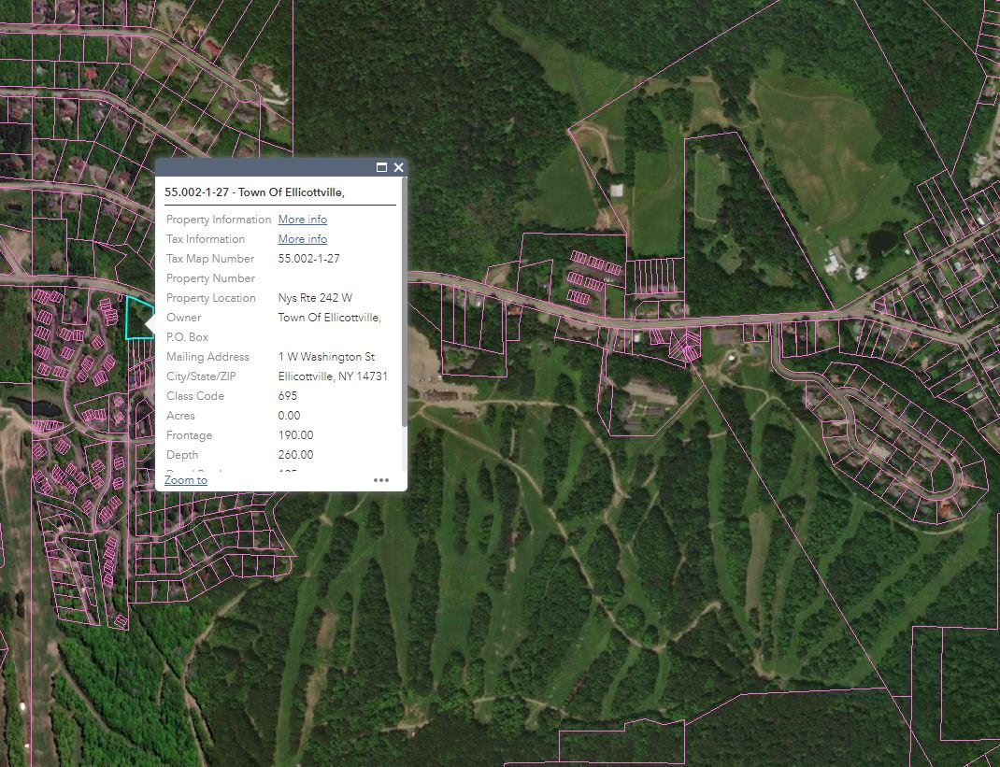 55.002-1-27 - Town Of Ellicottville,
Property Information More info
Tax Information More info
Tax Map Number 55.002-1-27
Property Number
Property Location Nys Rte 242 W
Owner Town Of Ellicottville,
P.O. Box
Mailing Address 1 W Washington St
City/State/ZIP Ellicottville, NY 14731
Class Code 695
Acres 0.00
Frontage 190.00
Depth 260.00
Zoom to